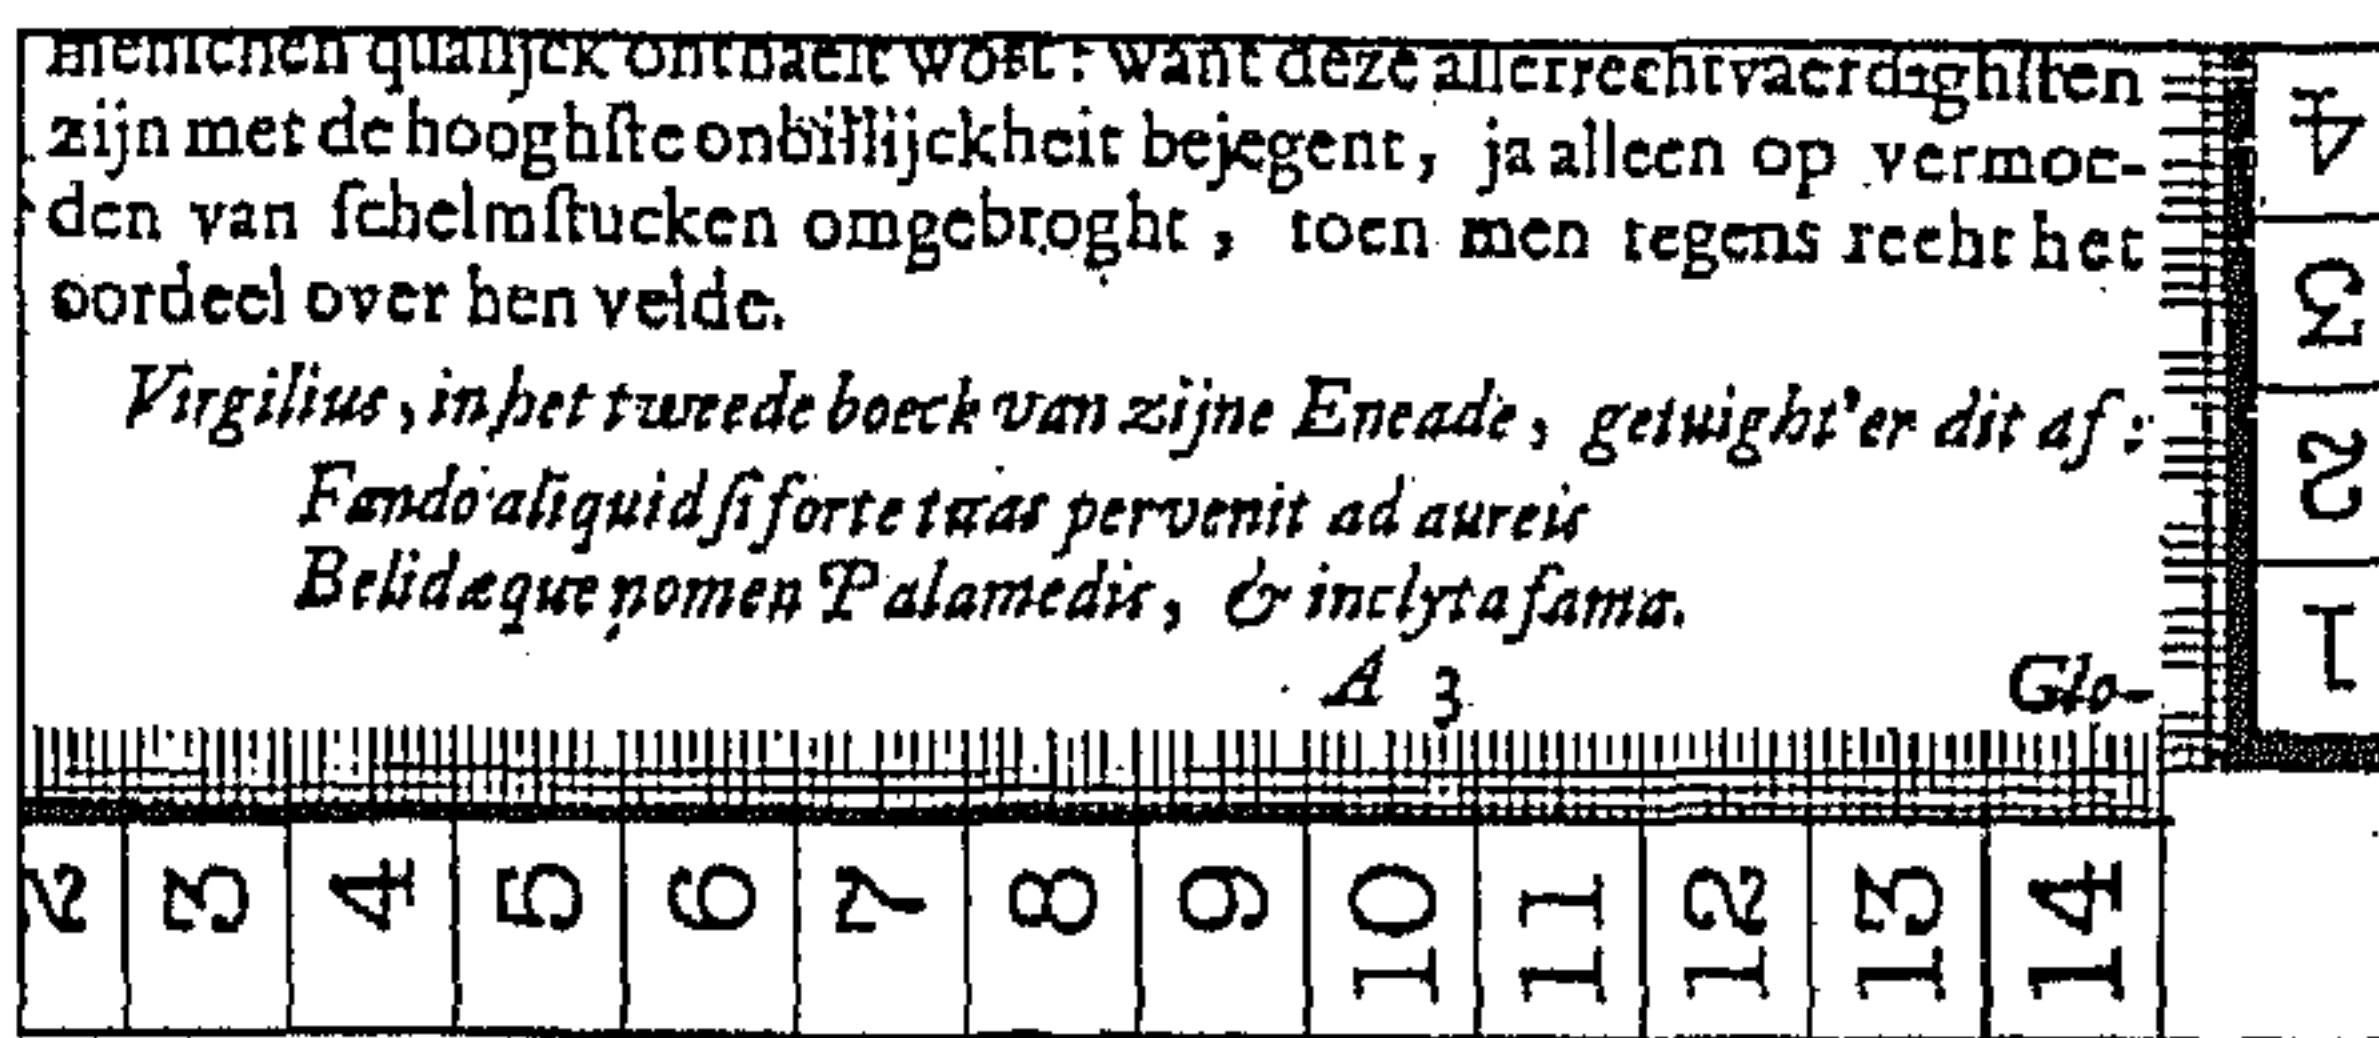 menſchen qualijck onthaelt wort: want deze allerrechtvaerdighſten
zijn met de hooghſte onbillijckheit bejegent, ja alleen op vermoe-
den van ſchelmſtucken omgebroght, toen men tegens recht het
oordeel over hen velde.
Virgilius, in het tweede boeck van zijne Eneade, getuight'er dit af:
Fando aliquid ſi forte tuas pervenit ad aureis
Belidæque nomen Palamedis, & inclyta fama.
A 3
Glo-
4
3
2
1
2 3 4 5 6 7 8 9 10 11 12 13 14